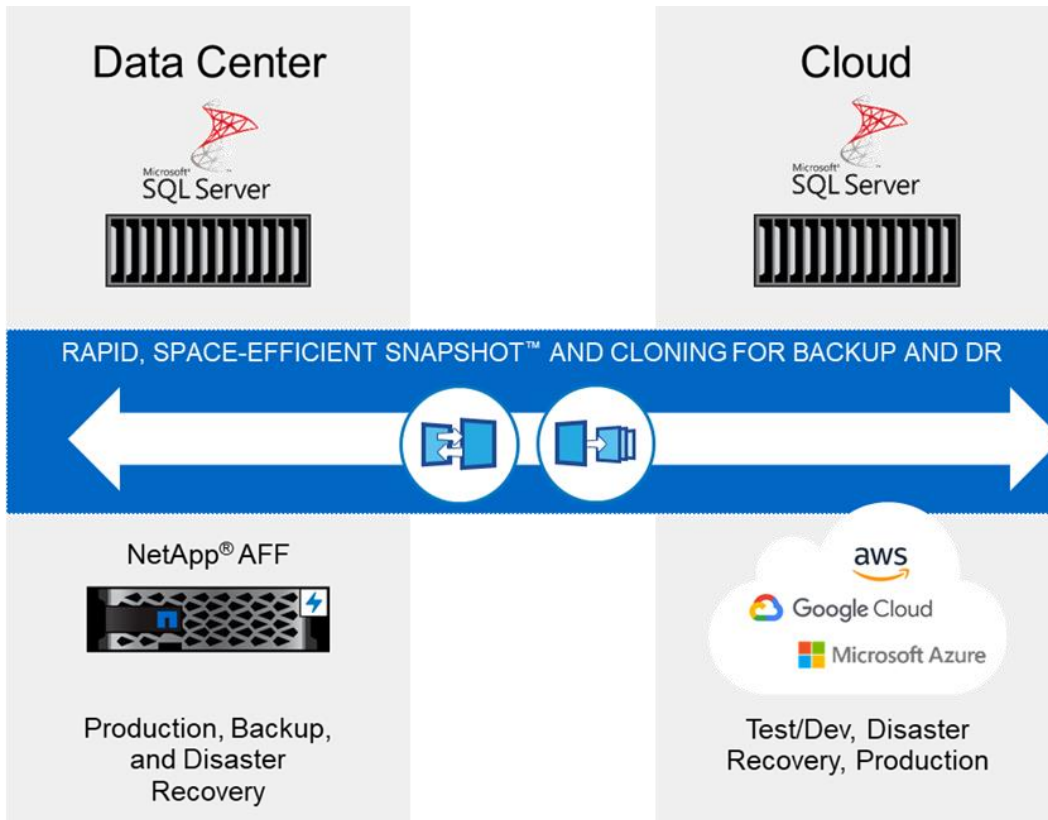 Data Center
Microsoft®
SQL Server
Cloud
Microsoft®
SQL Server
RAPID, SPACE-EFFICIENT SNAPSHOT™ AND CLONING FOR BACKUP AND DR
NetApp® AFF
Production, Backup,
and Disaster
Recovery
aws
Google Cloud
Microsoft Azure
Test/Dev, Disaster
Recovery, Production